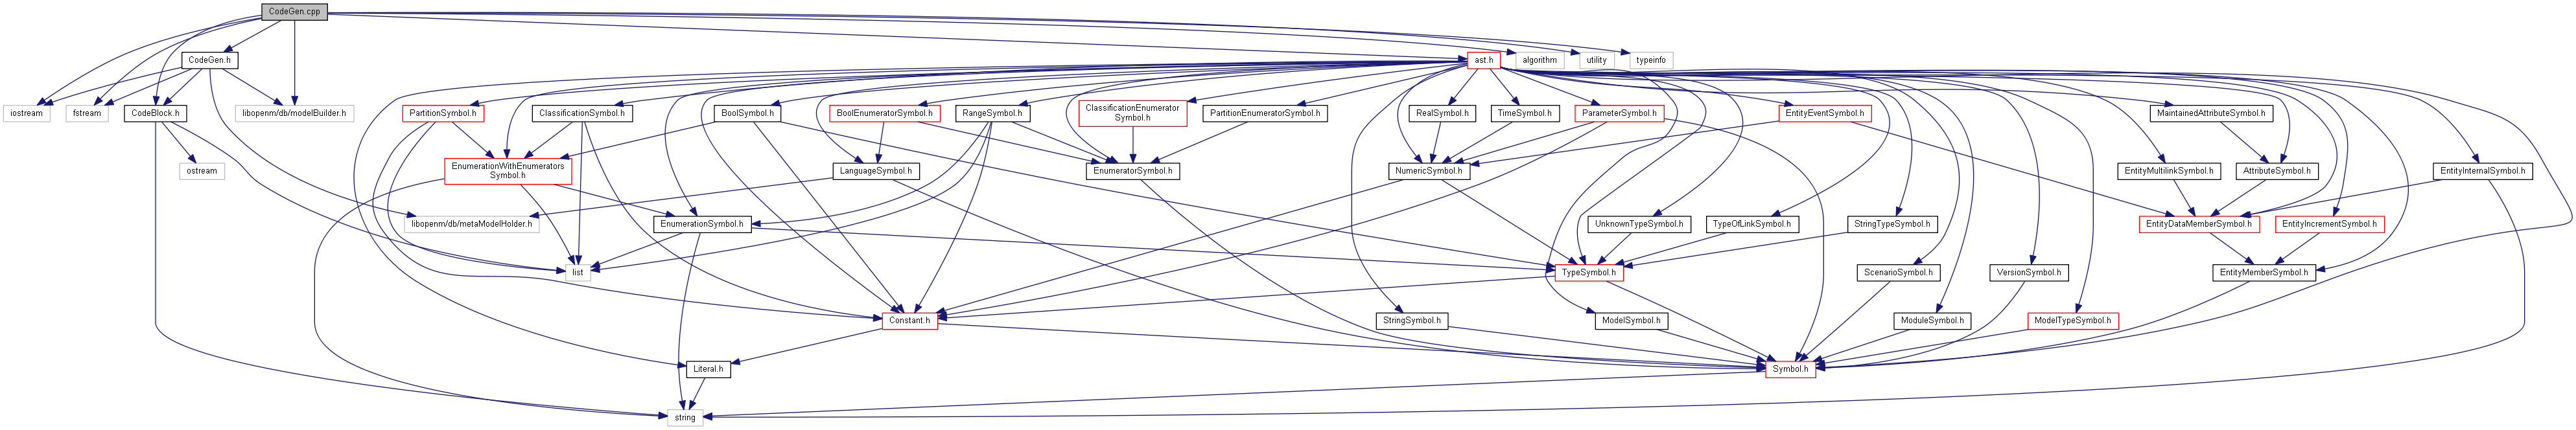 CodeGen.cpp
CodeGen.h
ast.h
algorithm
utility
typeinfo
iostream
fstream
CodeBlock.h
libopenm/db/modelBuilder.h
PartitionSymbol.h
ClassificationSymbol.h
BoolSymbol.h
BoolEnumeratorSymbol.h
RangeSymbol.h
ClassificationEnumerator
Symbol.h
PartitionEnumeratorSymbol.h
RealSymbol.h
TimeSymbol.h
ParameterSymbol.h
EntityEventSymbol.h
MaintainedAttributeSymbol.h
ostream
EnumerationWithEnumerators
Symbol.h
LanguageSymbol.h
EnumeratorSymbol.h
NumericSymbol.h
EntityMultilinkSymbol.h
AttributeSymbol.h
EntityInternalSymbol.h
libopenm/db/metaModelHolder.h
EnumerationSymbol.h
UnknownTypeSymbol.h
TypeOfLinkSymbol.h
StringTypeSymbol.h
EntityDataMemberSymbol.h
EntityIncrementSymbol.h
list
TypeSymbol.h
ScenarioSymbol.h
VersionSymbol.h
EntityMemberSymbol.h
Constant.h
StringSymbol.h
ModelSymbol.h
ModuleSymbol.h
ModelTypeSymbol.h
Literal.h
Symbol.h
string